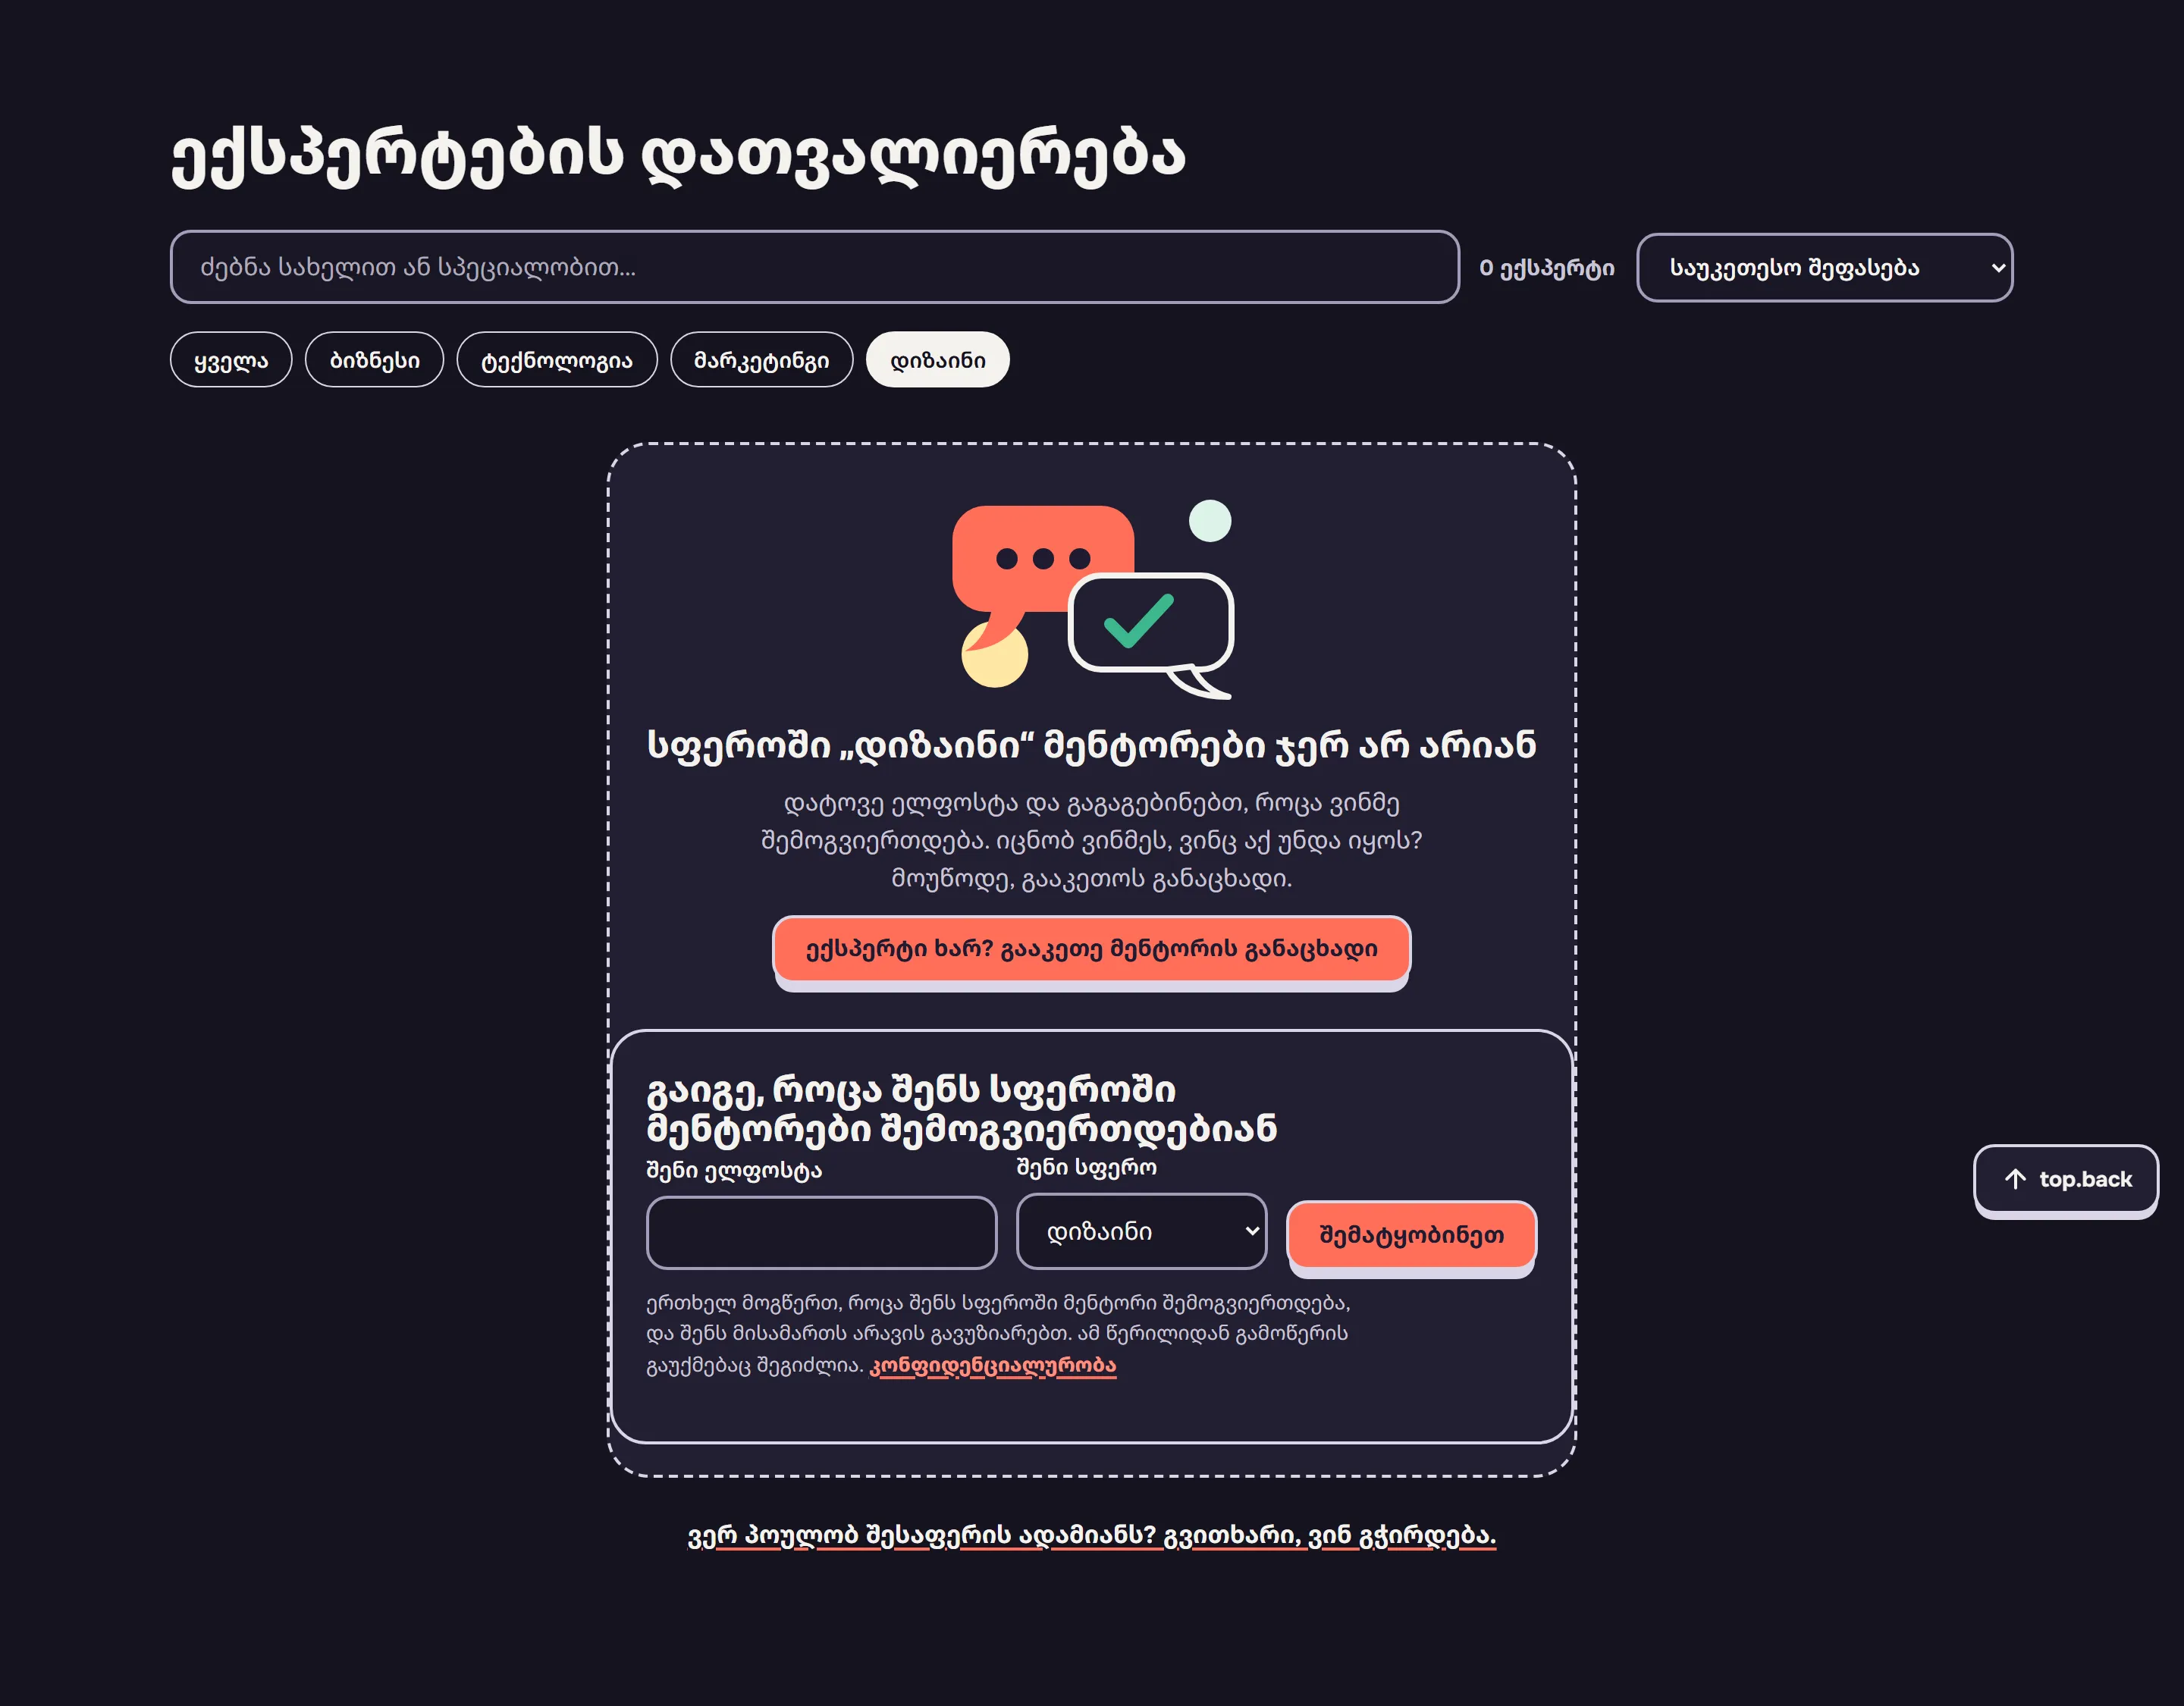 ექსპერტების დათვალიერება
ძებნა სახელით ან სპეციალობით...
0 ექსპერტი
საუკეთესო შეფასება
ყველა
ბიზნესი
ტექნოლოგია
მარკეტინგი
დიზაინი
სფეროში „დიზაინი“ მენტორები ჯერ არ არიან
დატოვე ელფოსტა და გაგაგებინებთ, როცა ვინმე
შემოგვიერთდება. იცნობ ვინმეს, ვინც აქ უნდა იყოს?
მოუწოდე, გააკეთოს განაცხადი.
ექსპერტი ხარ? გააკეთე მენტორის განაცხადი
გაიგე, როცა შენს სფეროში
მენტორები შემოგვიერთდებიან
შენი ელფოსტა
შენი სფერო
დიზაინი
შემატყობინეთ
ერთხელ მოგწერთ, როცა შენს სფეროში მენტორი შემოგვიერთდება,
და შენს მისამართს არავის გავუზიარებთ. ამ წერილიდან გამოწერის
გაუქმებაც შეგიძლია. კონფიდენციალურობა
top.back
ვერ პოულობ შესაფერის ადამიანს? გვითხარი, ვინ გჭირდება.